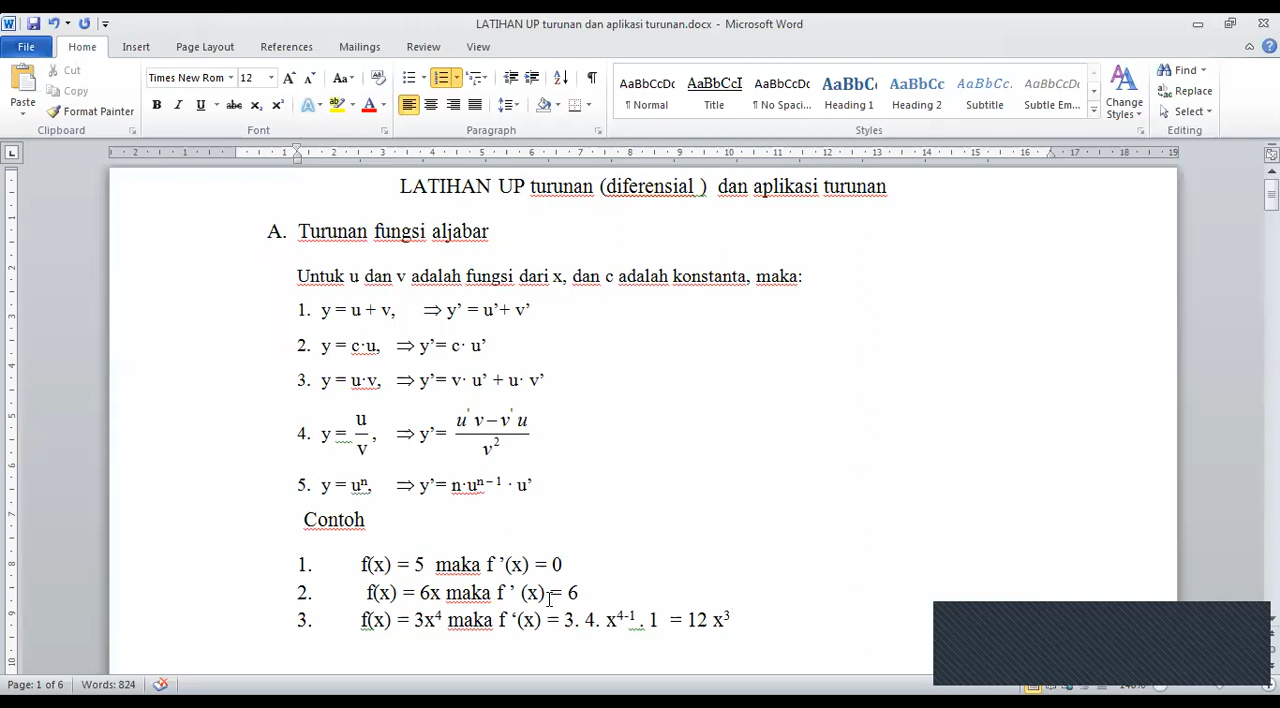 LATIHAN UP turunan dan aplikasi turunan.docx - Microsoft Word
File Home Insert Page Layout References Mailings Review View
Cut
Copy
Paste
Format Painter
Times New Rom 12
AaBbCcDc AaBbCcI AaBbCcDc AaBbC AaBbCc AaBbCc. AaBbCcDc
¶ Normal Title ¶ No Spacin... Heading 1 Heading 2 Subtitle Subtle Em...
Change Styles
Find
Replace
Select
Clipboard Font Paragraph Styles Editing
LATIHAN UP turunan (diferensial ) dan aplikasi turunan
A. Turunan fungsi aljabar
Untuk u dan v adalah fungsi dari x, dan c adalah konstanta, maka:
1. y = u + v, ⇒ y’ = u’+ v’
2. y = c·u, ⇒ y’= c· u’
3. y = u·v, ⇒ y’= v· u’ + u· v’
4. y = u/v, ⇒ y’= (u'v – v'u)/v²
5. y = uⁿ, ⇒ y’= n·uⁿ⁻¹ · u’
Contoh
1. f(x) = 5 maka f ’(x) = 0
2. f(x) = 6x maka f ’ (x) = 6
3. f(x) = 3x⁴ maka f ‘(x) = 3. 4. x⁴⁻¹ . 1 = 12 x³
Page: 1 of 6 Words: 824